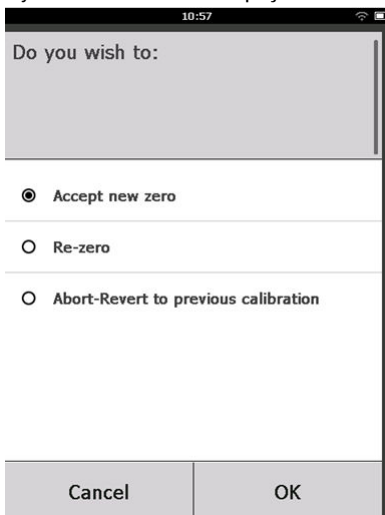 10:57
Do you wish to:
Accept new zero
Re-zero
Abort-Revert to previous calibration
Cancel
OK